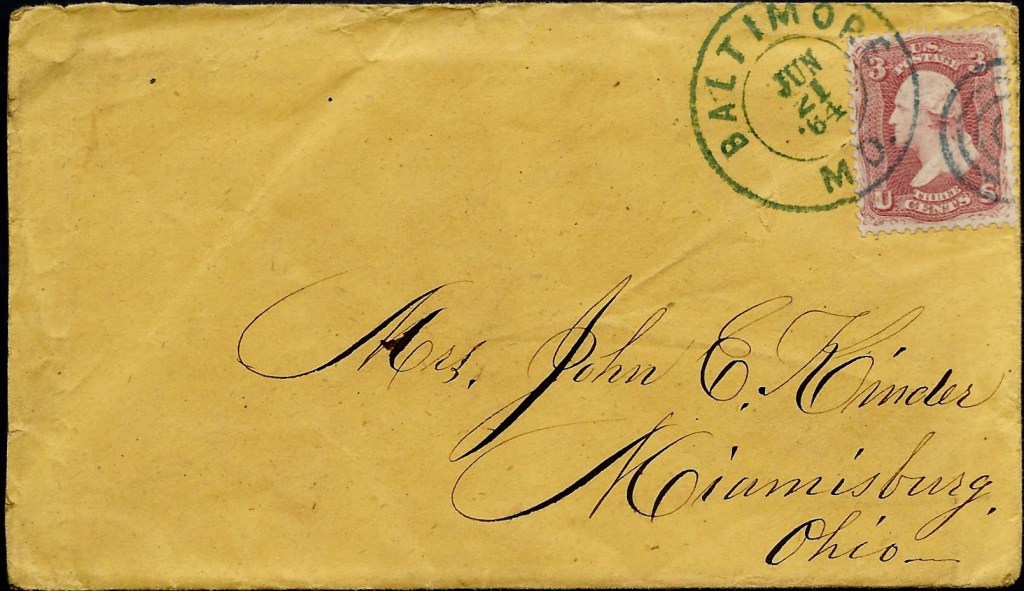 BALTIMORE
JUN
21
'64
MD.
3 U.S. 3
POSTAGE
THREE
U CENTS S
Mrs. John E. Kinder
Miamisburg,
Ohio